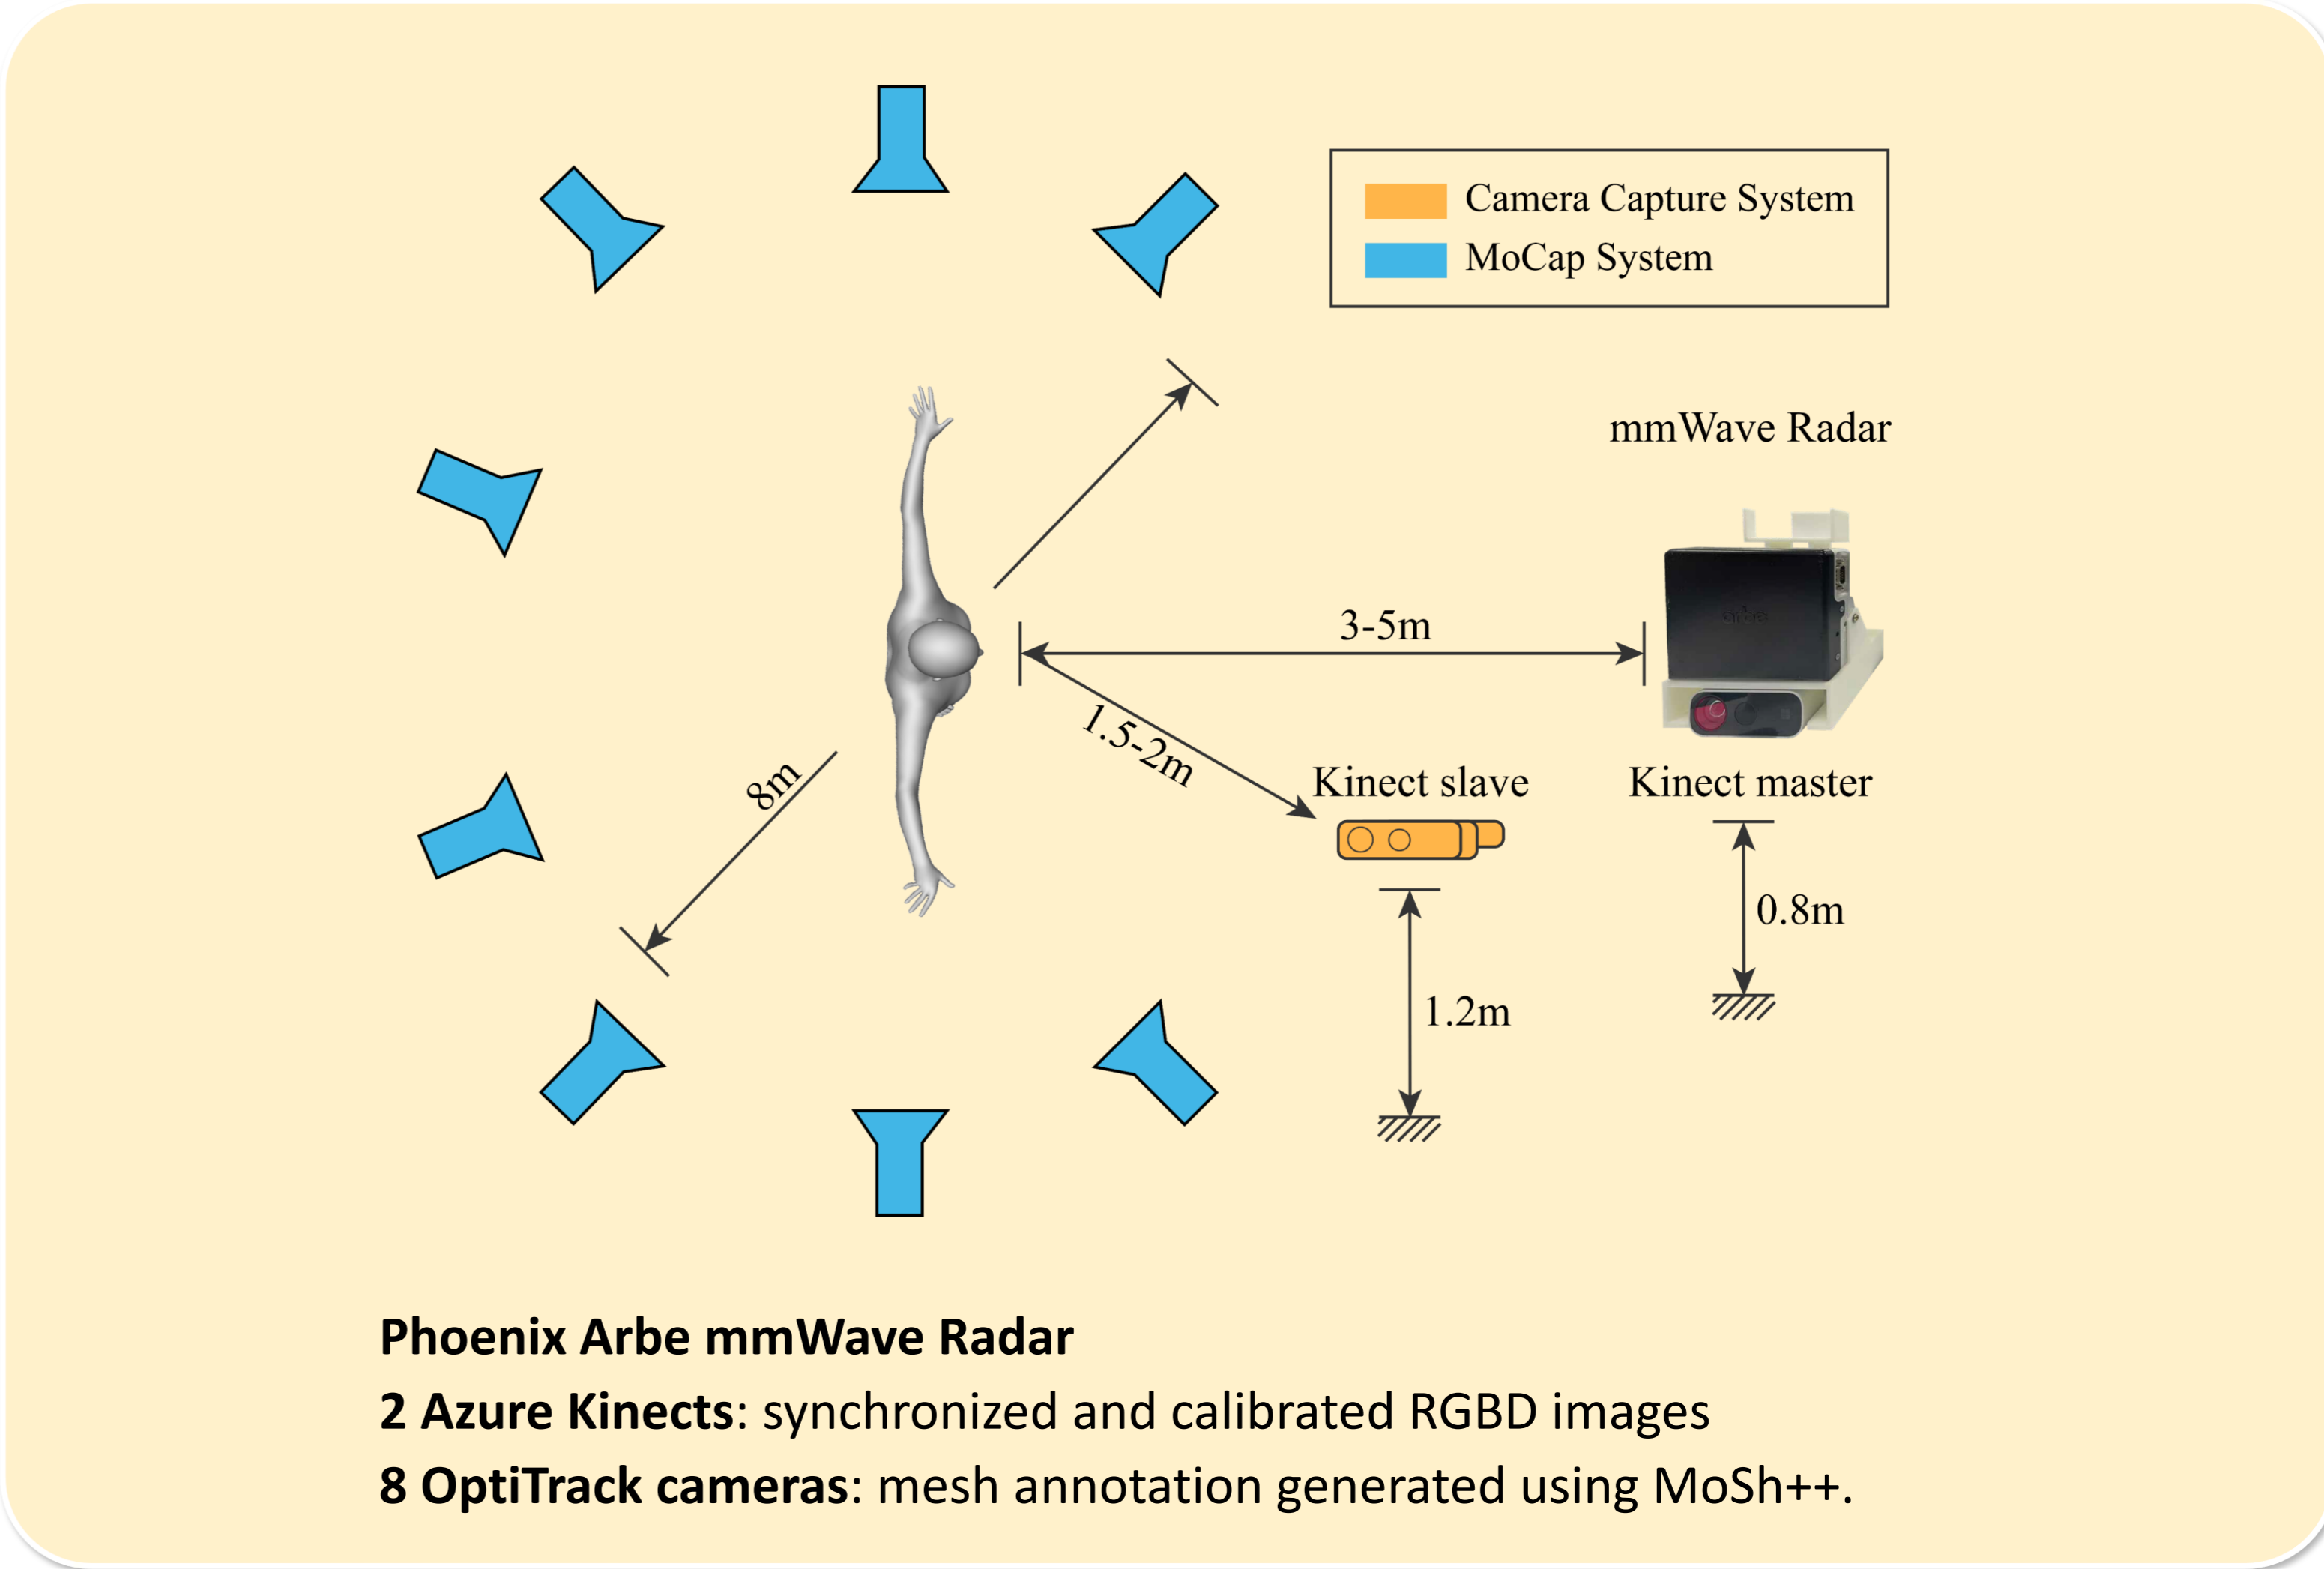 Camera Capture System
MoCap System
mmWave Radar
arbe
3-5m
1.5-2m
8m
Kinect slave
Kinect master
0.8m
1.2m
Phoenix Arbe mmWave Radar
2 Azure Kinects: synchronized and calibrated RGBD images
8 OptiTrack cameras: mesh annotation generated using MoSh++.